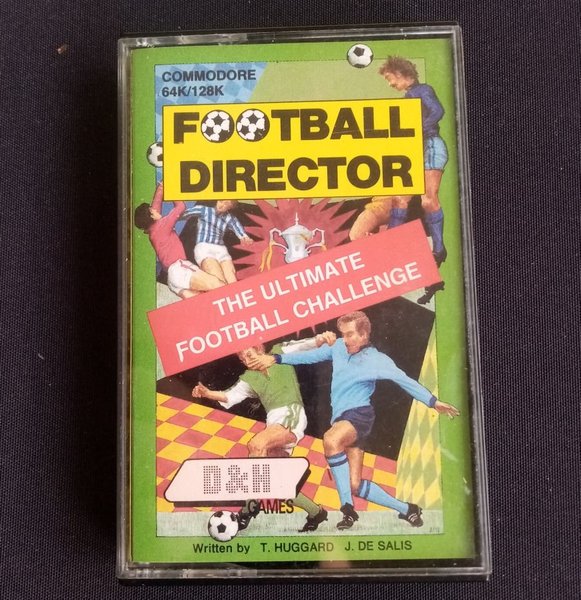 COMMODORE
64K/128K
FOOTBALL
DIRECTOR
THE ULTIMATE
FOOTBALL CHALLENGE
D&H
GAMES
Written by T. HUGGARD J. DE SALIS